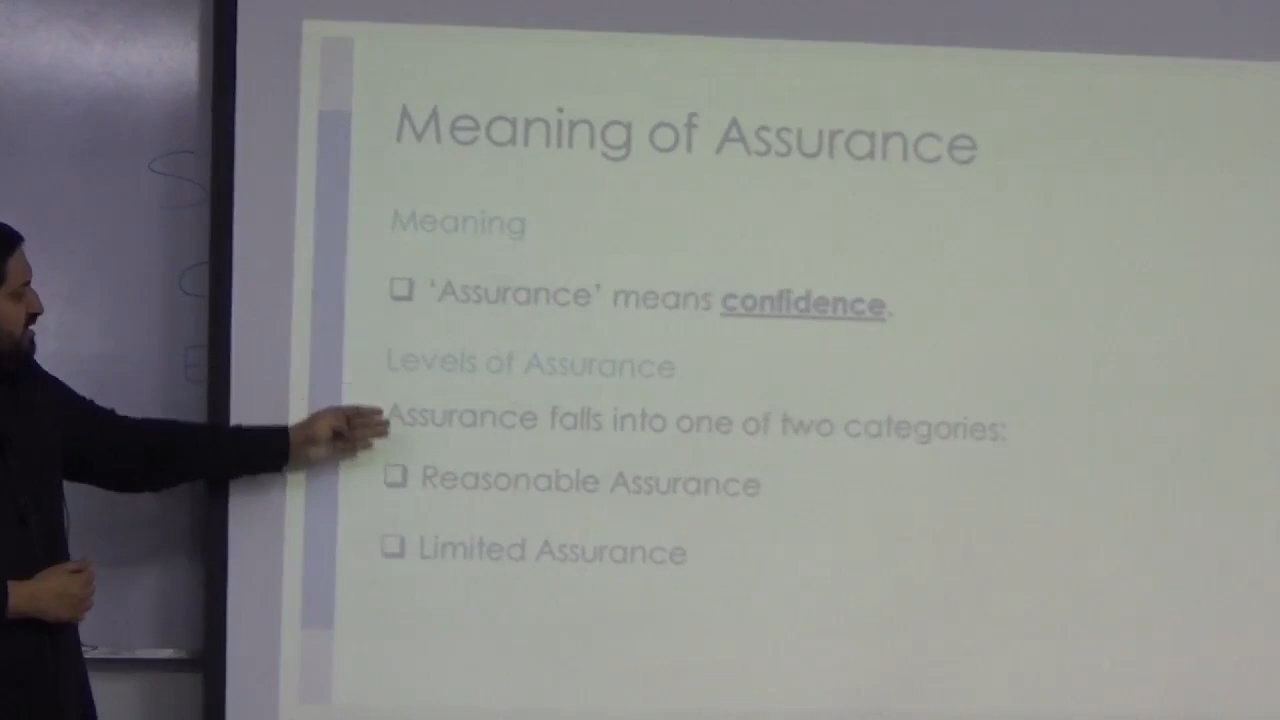 Meaning of Assurance
Meaning
❑ ‘Assurance’ means confidence.
Levels of Assurance
Assurance falls into one of two categories:
❑ Reasonable Assurance
❑ Limited Assurance